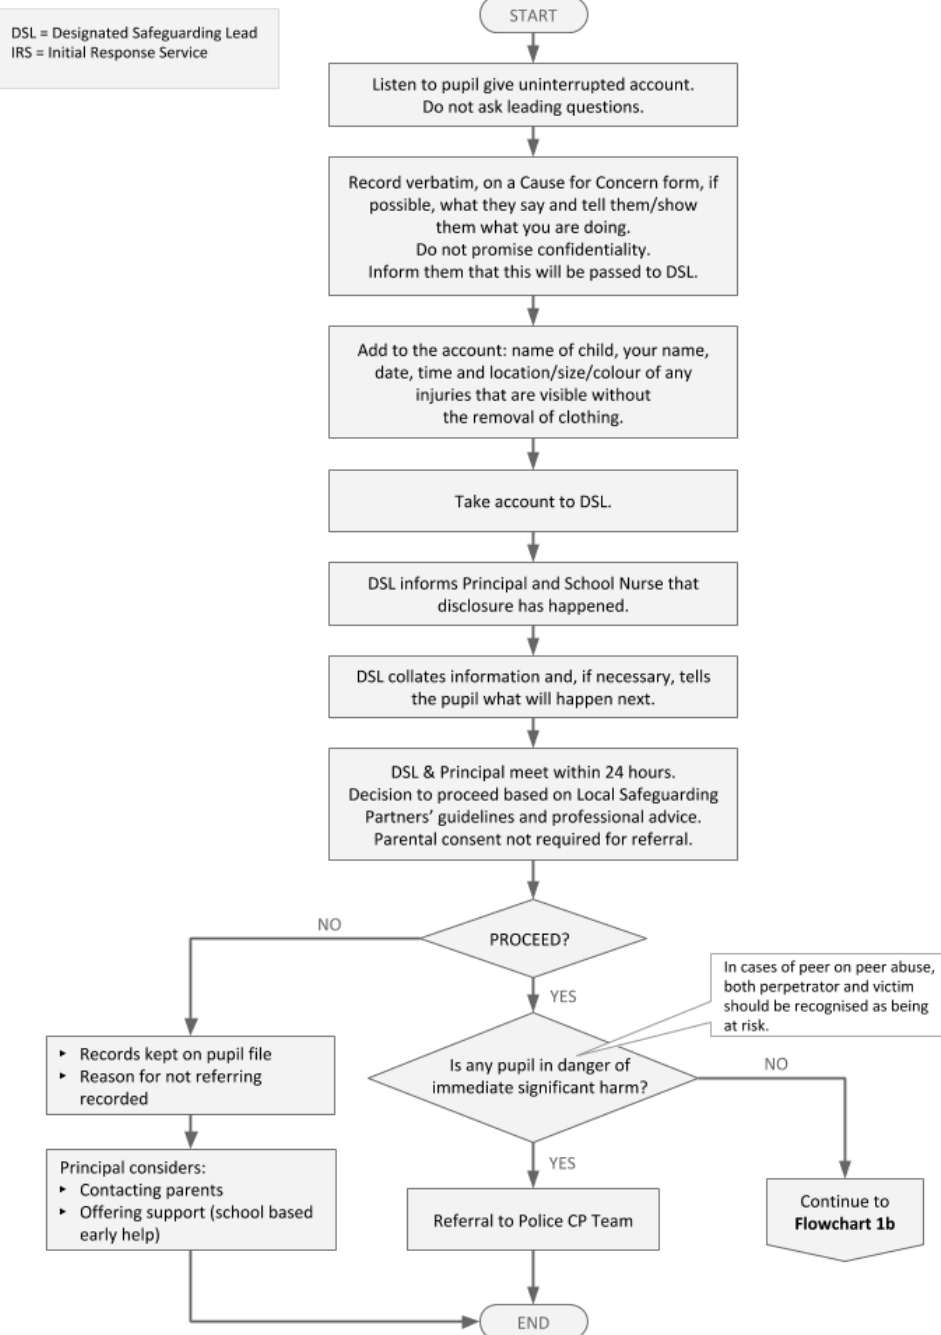 DSL = Designated Safeguarding Lead
IRS = Initial Response Service
START
Listen to pupil give uninterrupted account.
Do not ask leading questions.
Record verbatim, on a Cause for Concern form, if
possible, what they say and tell them/show
them what you are doing.
Do not promise confidentiality.
Inform them that this will be passed to DSL.
Add to the account: name of child, your name,
date, time and location/size/colour of any
injuries that are visible without
the removal of clothing.
Take account to DSL.
DSL informs Principal and School Nurse that
disclosure has happened.
DSL collates information and, if necessary, tells
the pupil what will happen next.
DSL & Principal meet within 24 hours.
Decision to proceed based on Local Safeguarding
Partners’ guidelines and professional advice.
Parental consent not required for referral.
PROCEED?
NO
‣ Records kept on pupil file
‣ Reason for not referring
recorded
Principal considers:
‣ Contacting parents
‣ Offering support (school based
early help)
YES
In cases of peer on peer abuse,
both perpetrator and victim
should be recognised as being
at risk.
Is any pupil in danger of
immediate significant harm?
NO
Continue to
Flowchart 1b
YES
Referral to Police CP Team
END